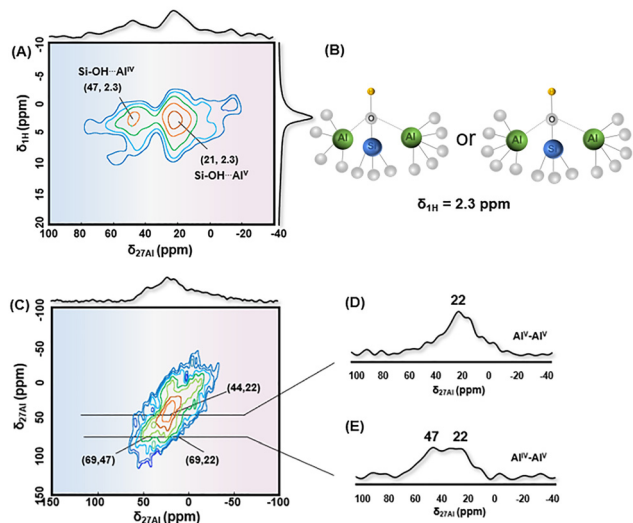 (A)
-10
-5
0
5
10
15
20
δ1H (ppm)
Si-OH···Al^IV
(47, 2.3)
(21, 2.3)
Si-OH···Al^V
100 80 60 40 20 0 -20 -40
δ27Al (ppm)
(B)
O
Al
Si
Al
or
O
Al
Si
Al
δ1H = 2.3 ppm
(C)
-100
-50
0
50
100
150
δ27Al (ppm)
(44,22)
(69,47)
(69,22)
150 100 50 0 -50 -100
δ27Al (ppm)
(D)
22
Al^V-Al^V
100 80 60 40 20 0 -20 -40
δ27Al (ppm)
(E)
47 22
Al^IV-Al^V
100 80 60 40 20 0 -20 -40
δ27Al (ppm)